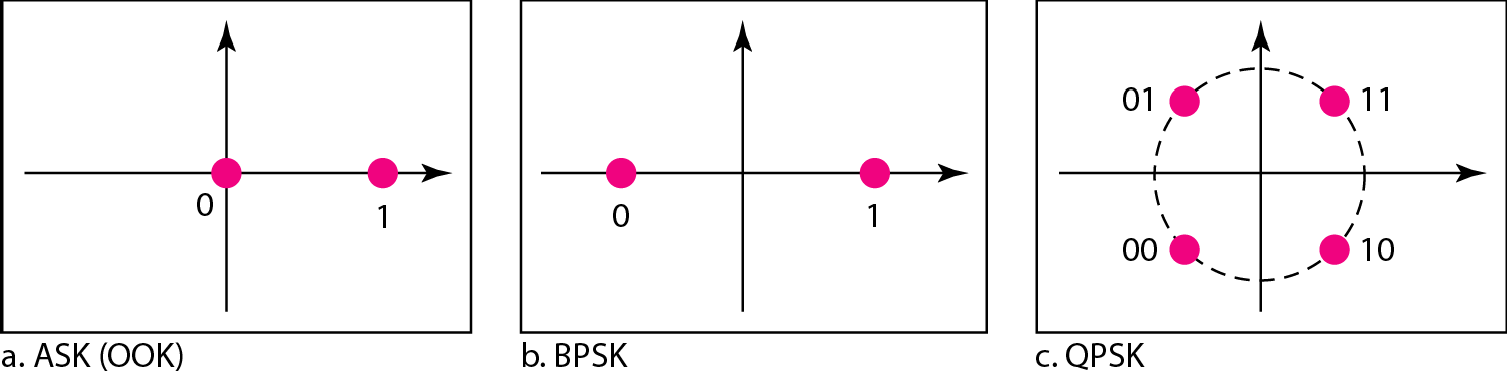 0
1
a. ASK (OOK)
0
1
b. BPSK
01
11
00
10
c. QPSK